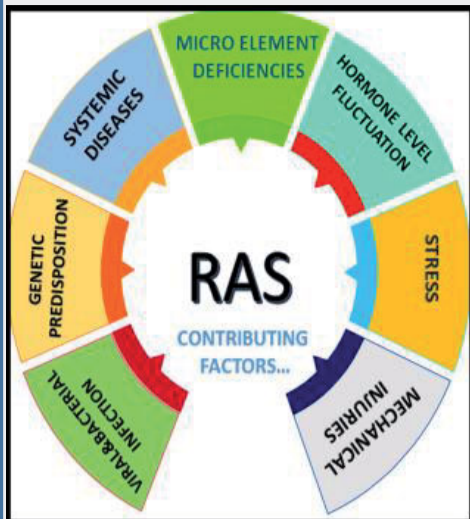 MICRO ELEMENT
DEFICIENCIES
HORMONE LEVEL
FLUCTUATION
STRESS
MECHANICAL
INJURIES
VIRAL&BACTERIAL
INFECTION
GENETIC
PREDISPOSITION
SYSTEMIC
DISEASES
RAS
CONTRIBUTING
FACTORS...